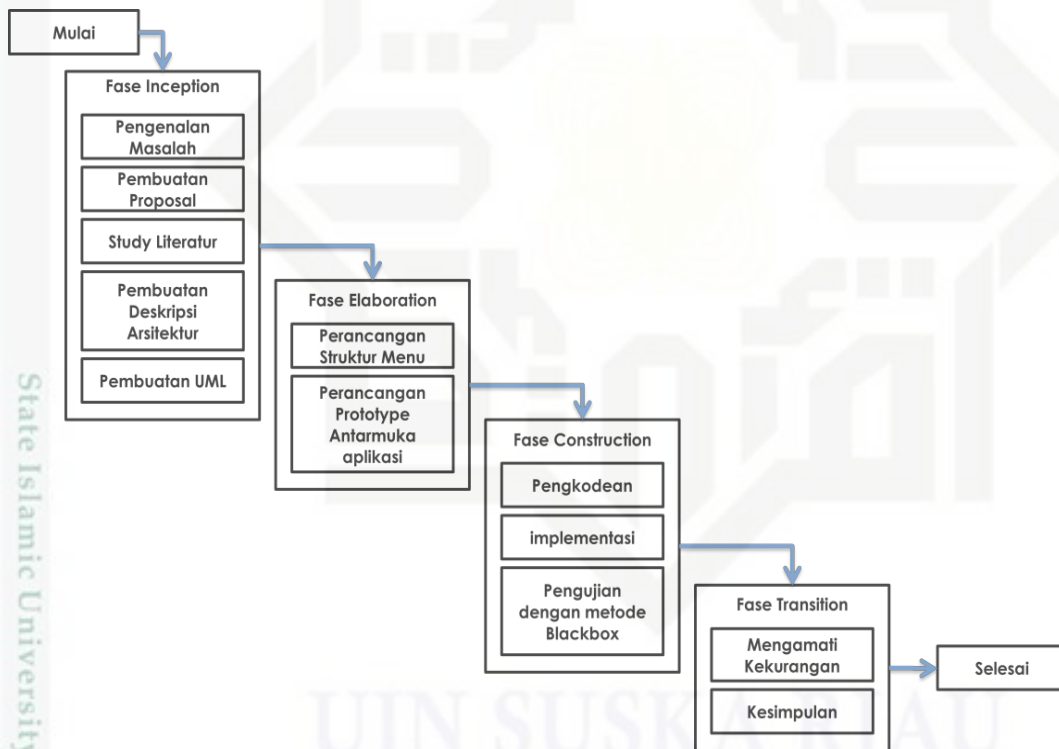 Mulai
Fase Inception
Pengenalan
Masalah
Pembuatan
Proposal
Study Literatur
Pembuatan
Deskripsi
Arsitektur
Pembuatan UML
Fase Elaboration
Perancangan
Struktur Menu
Perancangan
Prototype
Antarmuka
aplikasi
Fase Construction
Pengkodean
implementasi
Pengujian
dengan metode
Blackbox
Fase Transition
Mengamati
Kekurangan
Kesimpulan
Selesai
State Islamic University
UIN SUSKA RIAU